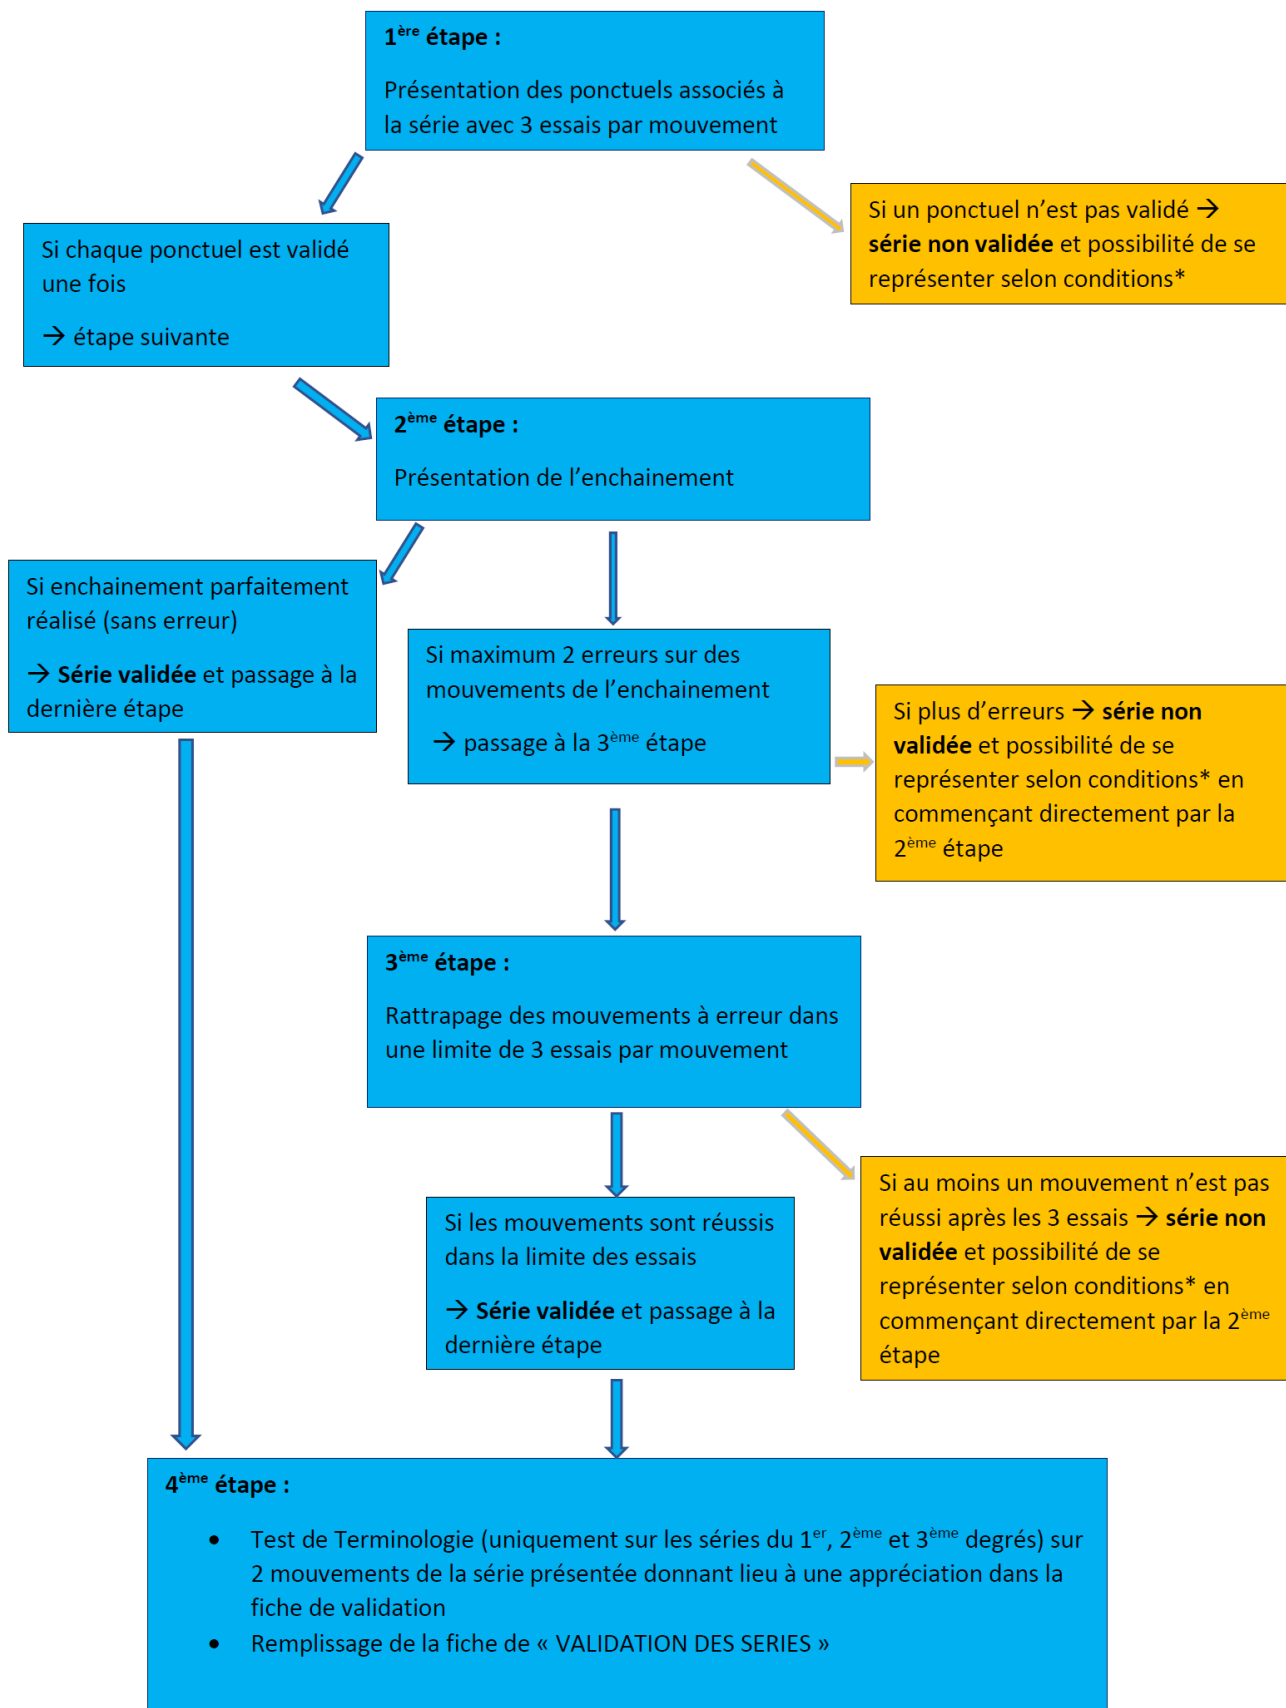 1ère étape :
Présentation des ponctuels associés à
la série avec 3 essais par mouvement
Si un ponctuel n’est pas validé →
série non validée et possibilité de se
représenter selon conditions*
Si chaque ponctuel est validé
une fois
→ étape suivante
2ème étape :
Présentation de l’enchainement
Si enchainement parfaitement
réalisé (sans erreur)
→ Série validée et passage à la
dernière étape
Si maximum 2 erreurs sur des
mouvements de l’enchainement
→ passage à la 3ème étape
Si plus d’erreurs → série non
validée et possibilité de se
représenter selon conditions* en
commençant directement par la
2ème étape
3ème étape :
Rattrapage des mouvements à erreur dans
une limite de 3 essais par mouvement
Si au moins un mouvement n’est pas
réussi après les 3 essais → série non
validée et possibilité de se
représenter selon conditions* en
commençant directement par la 2ème
étape
Si les mouvements sont réussis
dans la limite des essais
→ Série validée et passage à la
dernière étape
4ème étape :
• Test de Terminologie (uniquement sur les séries du 1er, 2ème et 3ème degrés) sur
2 mouvements de la série présentée donnant lieu à une appréciation dans la
fiche de validation
• Remplissage de la fiche de « VALIDATION DES SERIES »